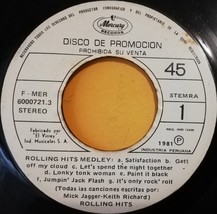 Mercury
RECORDS
DISCO DE PROMOCION
PROHIBIDA SU VENTA
45
F - MER
6000721.3
STEREO
STEMRA
1
Fabricado por
"El Virrey"
Ind. Musicales S. A.
1981
INDUSTRIA PERUANA
ROLLING HITS MEDLEY: a. Satisfaction b. Gett
off my cloud c. Let's spend the night together
d. Lonky tonk woman e. Paint it black
f. Jumpin' Jack Flash g. it's only rock' roll
(Todas las canciones escritas por:
Mick Jagger-Keith Richard)
ROLLING HITS